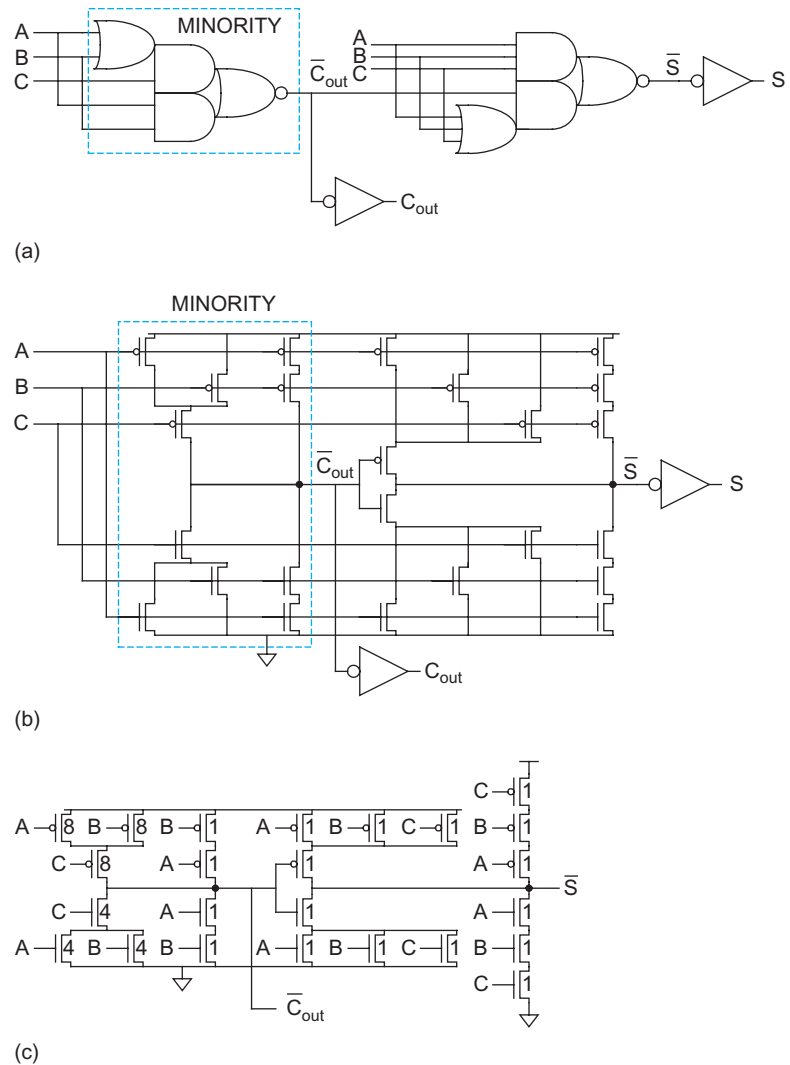 MINORITY
A
B
C
C̅out
A
B
C
S̅
S
Cout
(a)
MINORITY
A
B
C
C̅out
S̅
S
Cout
(b)
C 1
A 8 B 8 B 1 A 1 B 1 C 1 B 1
C 8 A 1 1 A 1
S̅
C 4 A 1 1 A 1
A 4 B 4 B 1 A 1 B 1 C 1 B 1
C 1
C̅out
(c)